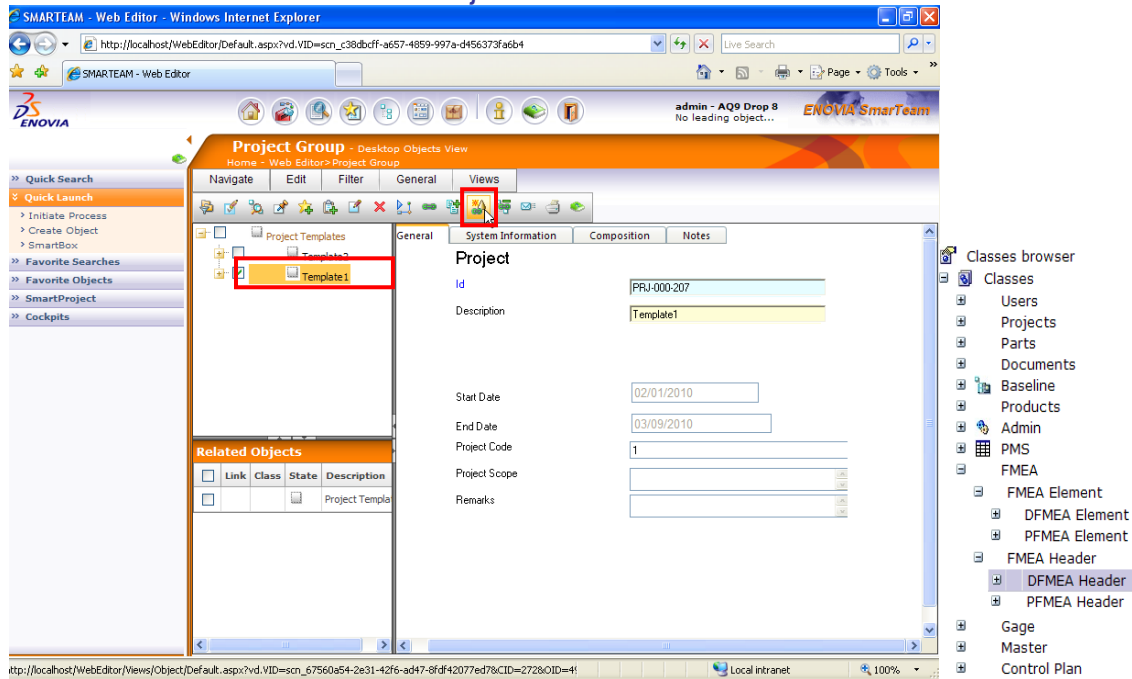 SMARTEAM - Web Editor - Windows Internet Explorer
http://localhost/WebEditor/Default.aspx?vd.VID=scn_c38dbcff-a657-4859-997a-d456373fa6b4
Live Search
SMARTEAM - Web Editor
Page
Tools
»
ENOVIA
admin - AQ9 Drop 8
No leading object...
ENOVIA SmarTeam
Project Group - Desktop Objects View
Home - Web Editor>Project Group
Navigate Edit Filter General Views
» Quick Search
Quick Launch
Initiate Process
Create Object
SmartBox
» Favorite Searches
» Favorite Objects
» SmartProject
» Cockpits
Project Templates
Template2
Template1
Related Objects
Link Class State Description
Project Templa
General System Information Composition Notes
Project
Id PRJ-000-207
Description Template1
Start Date 02/01/2010
End Date 03/09/2010
Project Code 1
Project Scope
Remarks
Classes browser
Classes
Users
Projects
Parts
Documents
Baseline
Products
Admin
PMS
FMEA
FMEA Element
DFMEA Element
PFMEA Element
FMEA Header
DFMEA Header
PFMEA Header
Gage
Master
Control Plan
ttp://localhost/WebEditor/Views/Object/Default.aspx?vd.VID=scn_67560a54-2e31-42f6-ad47-8fdf42077ed7&CID=272&OID=49
Local intranet
100%